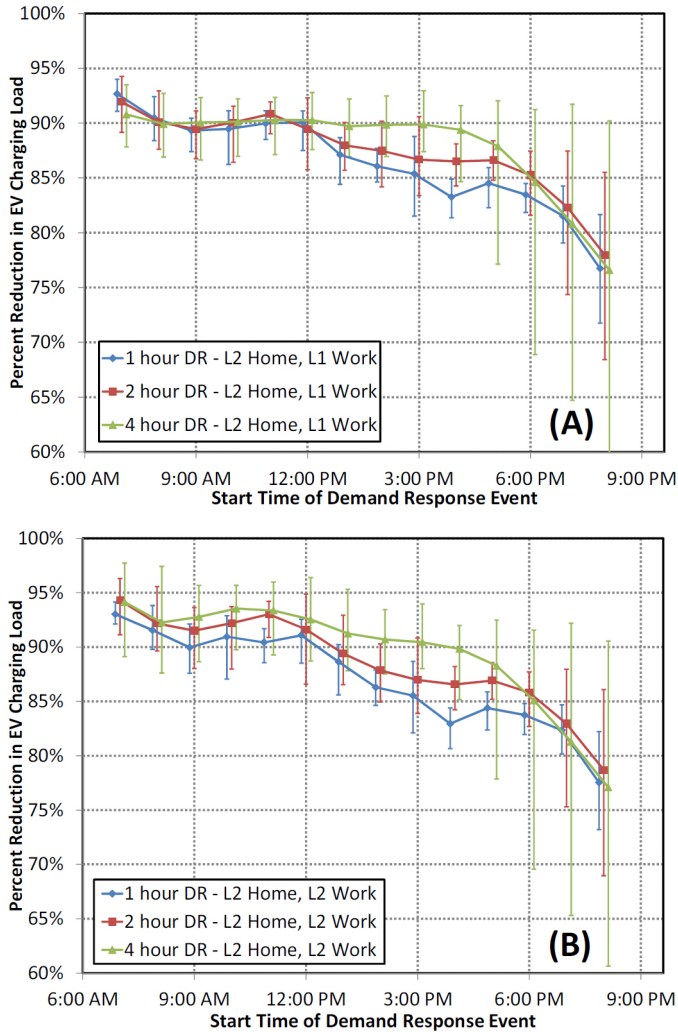 100%
95%
90%
85%
80%
75%
70%
65%
60%
Percent Reduction in EV Charging Load
1 hour DR - L2 Home, L1 Work
2 hour DR - L2 Home, L1 Work
4 hour DR - L2 Home, L1 Work
(A)
6:00 AM 9:00 AM 12:00 PM 3:00 PM 6:00 PM 9:00 PM
Start Time of Demand Response Event
100%
95%
90%
85%
80%
75%
70%
65%
60%
Percent Reduction in EV Charging Load
1 hour DR - L2 Home, L2 Work
2 hour DR - L2 Home, L2 Work
4 hour DR - L2 Home, L2 Work
(B)
6:00 AM 9:00 AM 12:00 PM 3:00 PM 6:00 PM 9:00 PM
Start Time of Demand Response Event